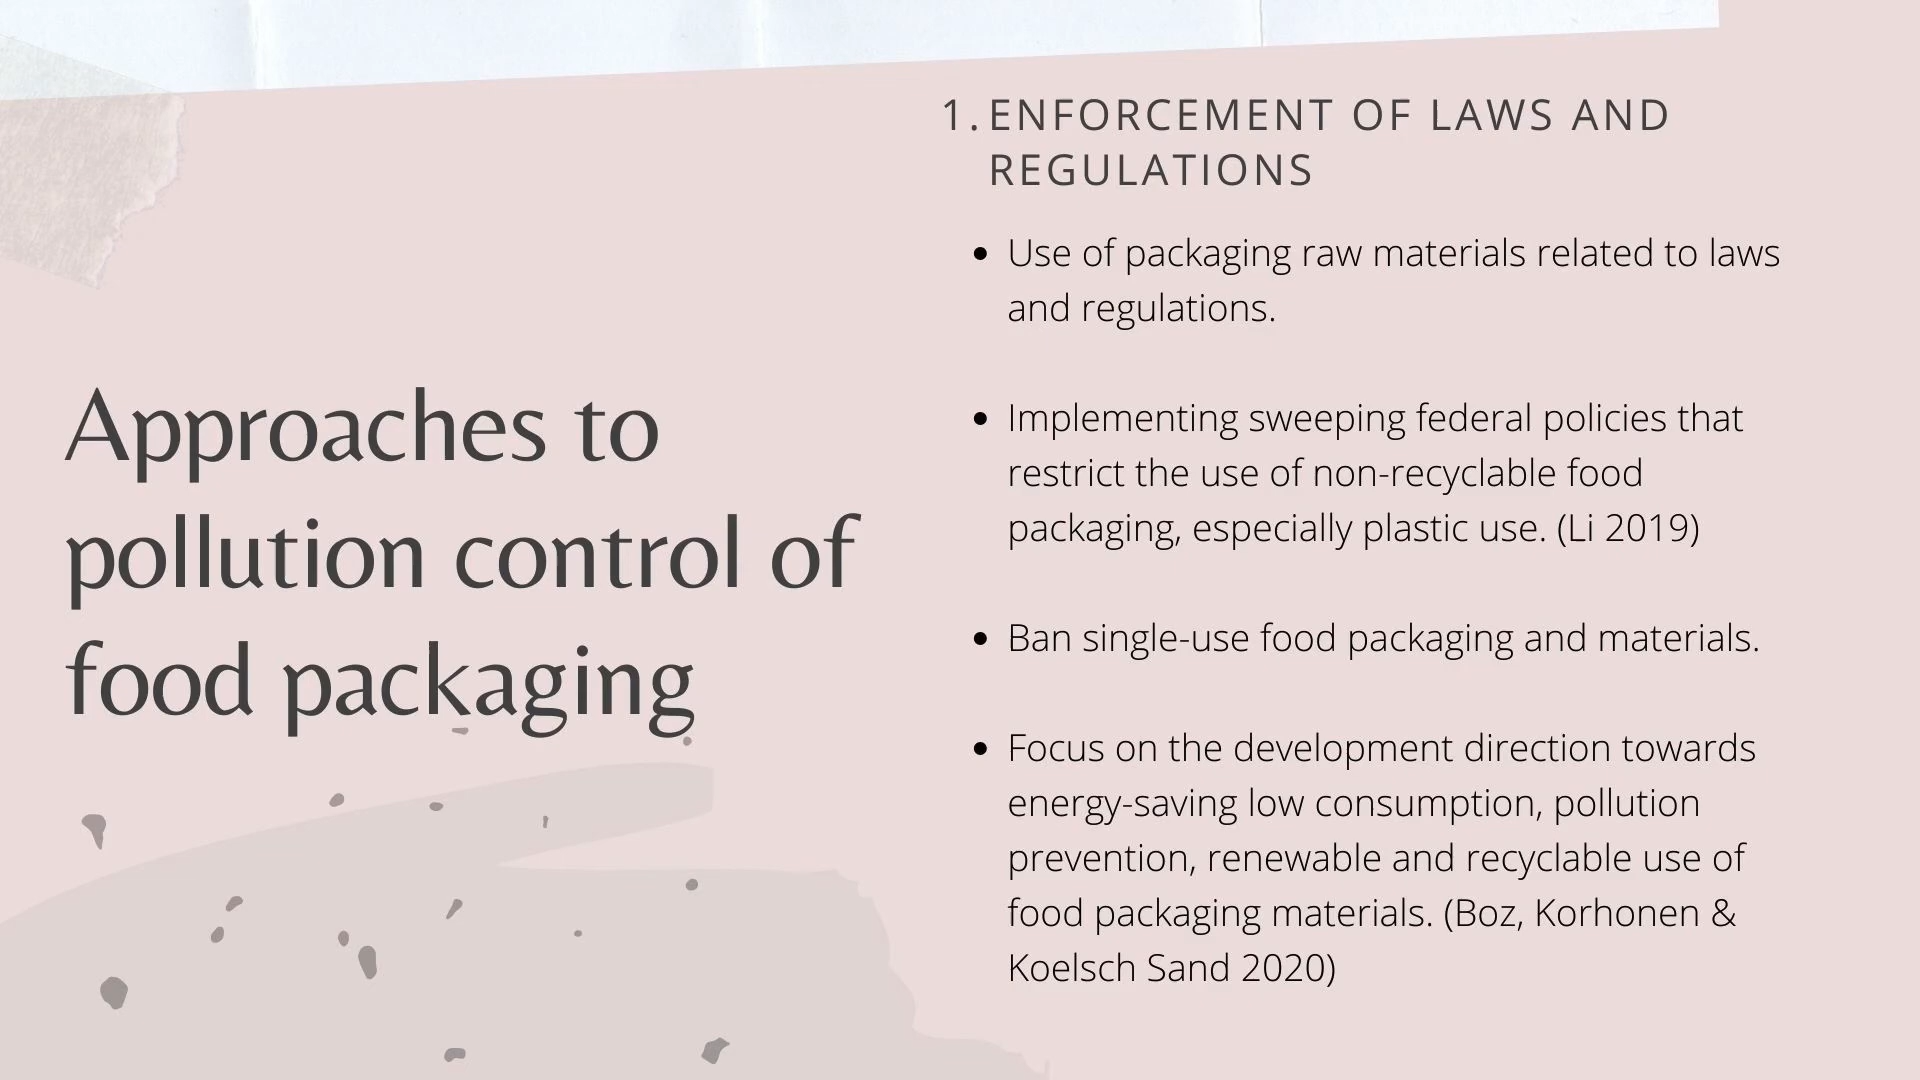 Approaches to
pollution control of
food packaging
1. ENFORCEMENT OF LAWS AND
REGULATIONS
• Use of packaging raw materials related to laws
and regulations.
• Implementing sweeping federal policies that
restrict the use of non-recyclable food
packaging, especially plastic use. (Li 2019)
• Ban single-use food packaging and materials.
• Focus on the development direction towards
energy-saving low consumption, pollution
prevention, renewable and recyclable use of
food packaging materials. (Boz, Korhonen &
Koelsch Sand 2020)